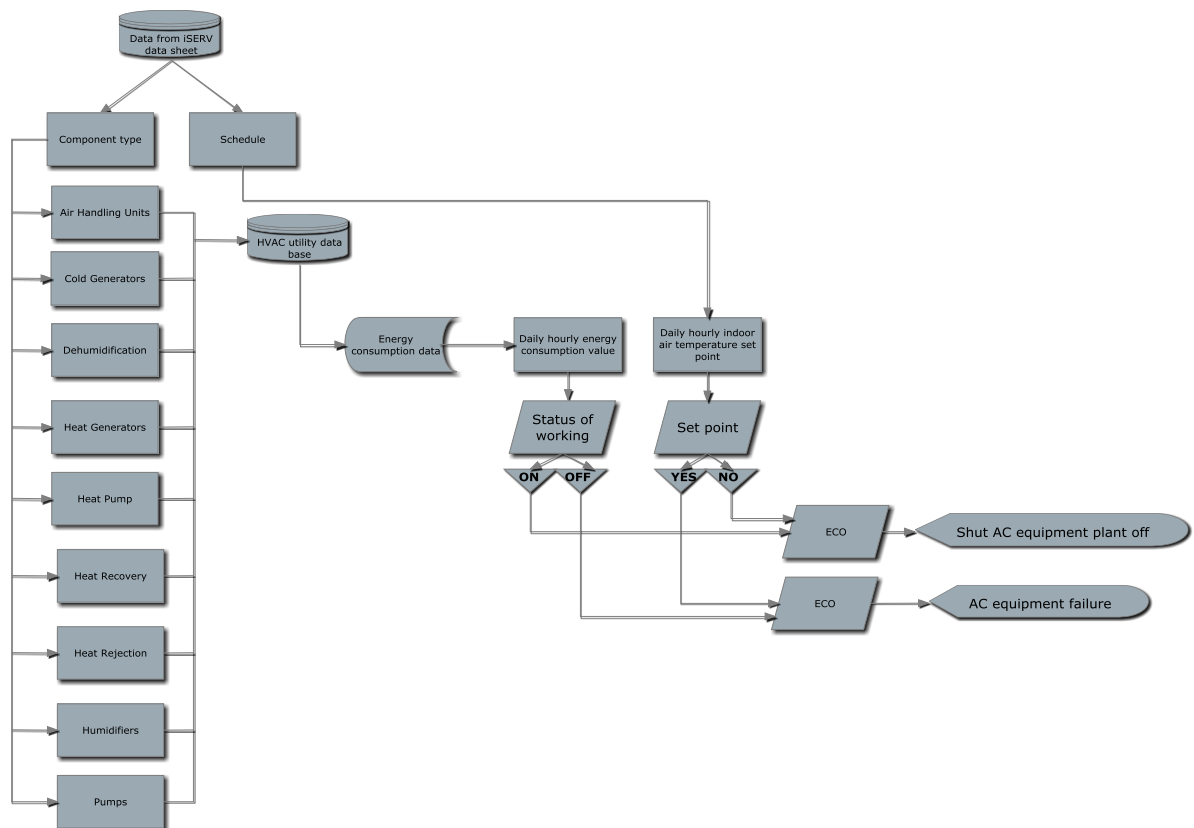 Data from iSERV
data sheet
Component type
Schedule
Air Handling Units
HVAC utility data
base
Cold Generators
Dehumidification
Energy
consumption data
Daily hourly energy
consumption value
Daily hourly indoor
air temperature set
point
Heat Generators
Status of
working
Set point
ON
OFF
YES
NO
Heat Pump
ECO
Shut AC equipment plant off
Heat Recovery
ECO
AC equipment failure
Heat Rejection
Humidifiers
Pumps